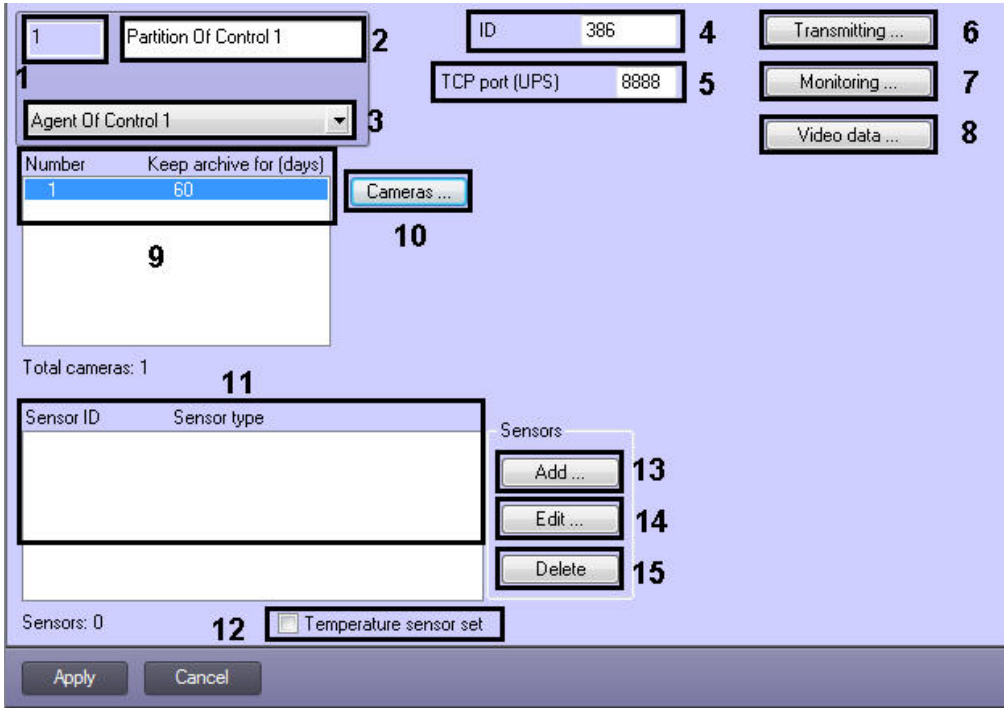 1 Partition Of Control 1 2 ID 386 4 Transmitting ... 6
1
TCP port (UPS) 8888 5 Monitoring ... 7
Agent Of Control 1 3
Video data ... 8
Number Keep archive for (days)
1 60 Cameras ...
10
9
Total cameras: 1
11
Sensor ID Sensor type
Sensors
Add ... 13
Edit ... 14
Delete 15
Sensors: 0 12 Temperature sensor set
Apply Cancel